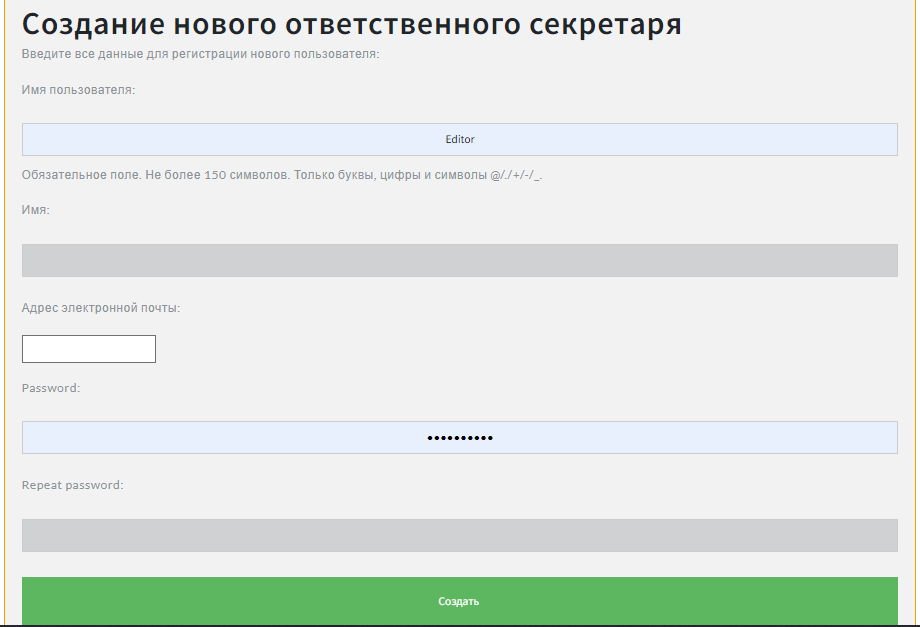 Создание нового ответственного секретаря
Введите все данные для регистрации нового пользователя:
Имя пользователя:
Editor
Обязательное поле. Не более 150 символов. Только буквы, цифры и символы @/./+/-/_.
Имя:
Адрес электронной почты:
Password:
••••••••••
Repeat password:
Создать